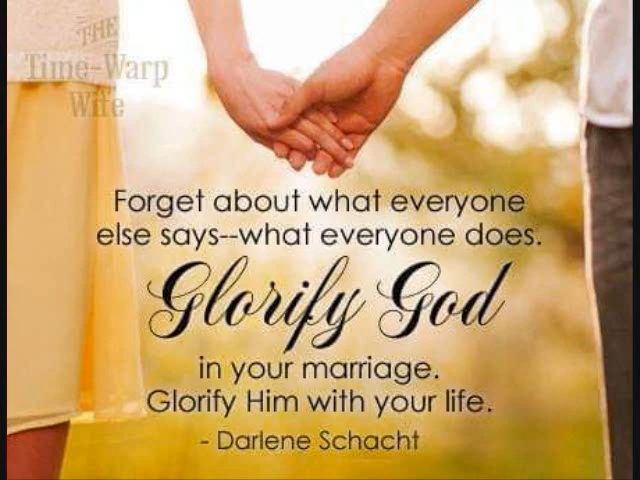 THE
Time-Warp
Wife
Forget about what everyone
else says--what everyone does.
Glorify God
in your marriage.
Glorify Him with your life.
- Darlene Schacht